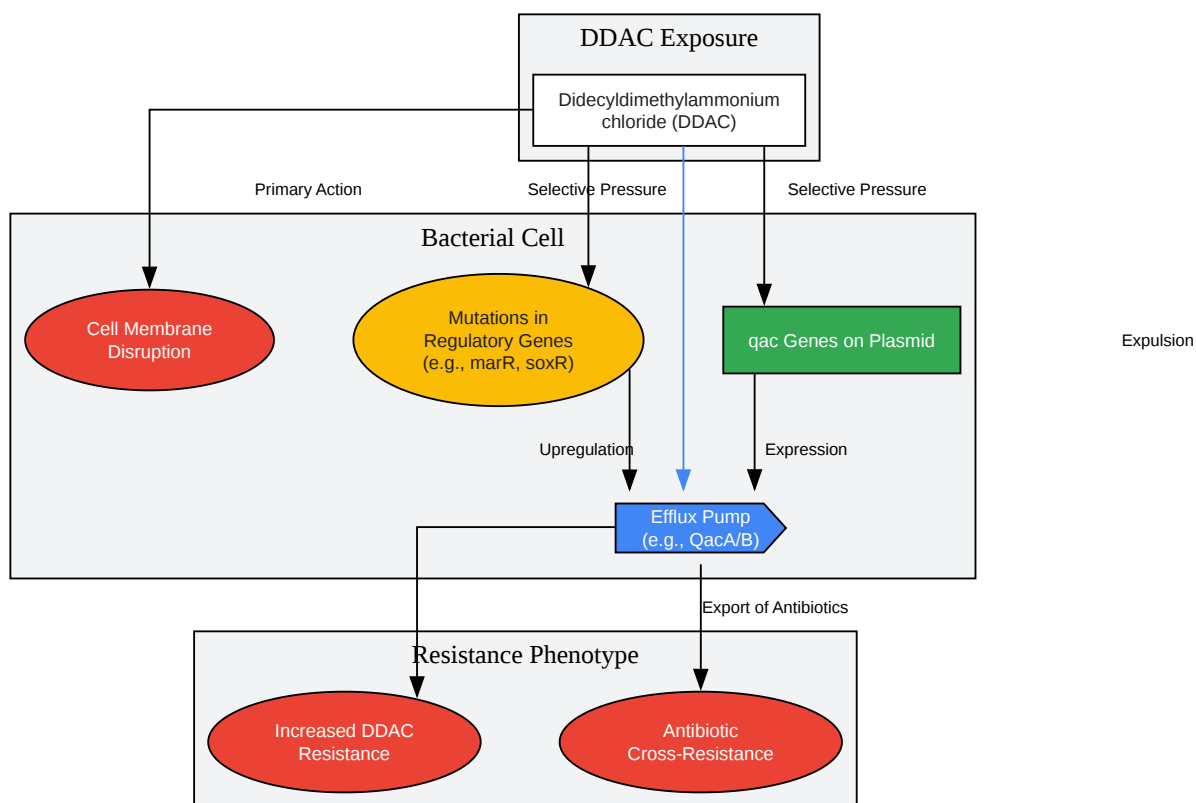 DDAC Exposure
Didecyldimethylammonium
chloride (DDAC)
Primary Action
Selective Pressure
Selective Pressure
Bacterial Cell
Cell Membrane
Disruption
Mutations in
Regulatory Genes
(e.g., marR, soxR)
qac Genes on Plasmid
Expulsion
Upregulation
Expression
Efflux Pump
(e.g., QacA/B)
Export of Antibiotics
Resistance Phenotype
Increased DDAC
Resistance
Antibiotic
Cross-Resistance